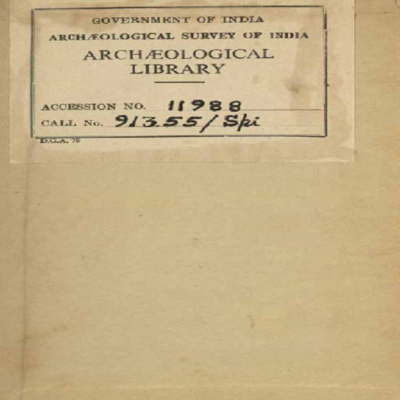 GOVERNMENT OF INDIA
ARCHÆOLOGICAL SURVEY OF INDIA
ARCHÆOLOGICAL
LIBRARY
ACCESSION NO. 11988
CALL No. 913.55/Spi
D.G.A. 79